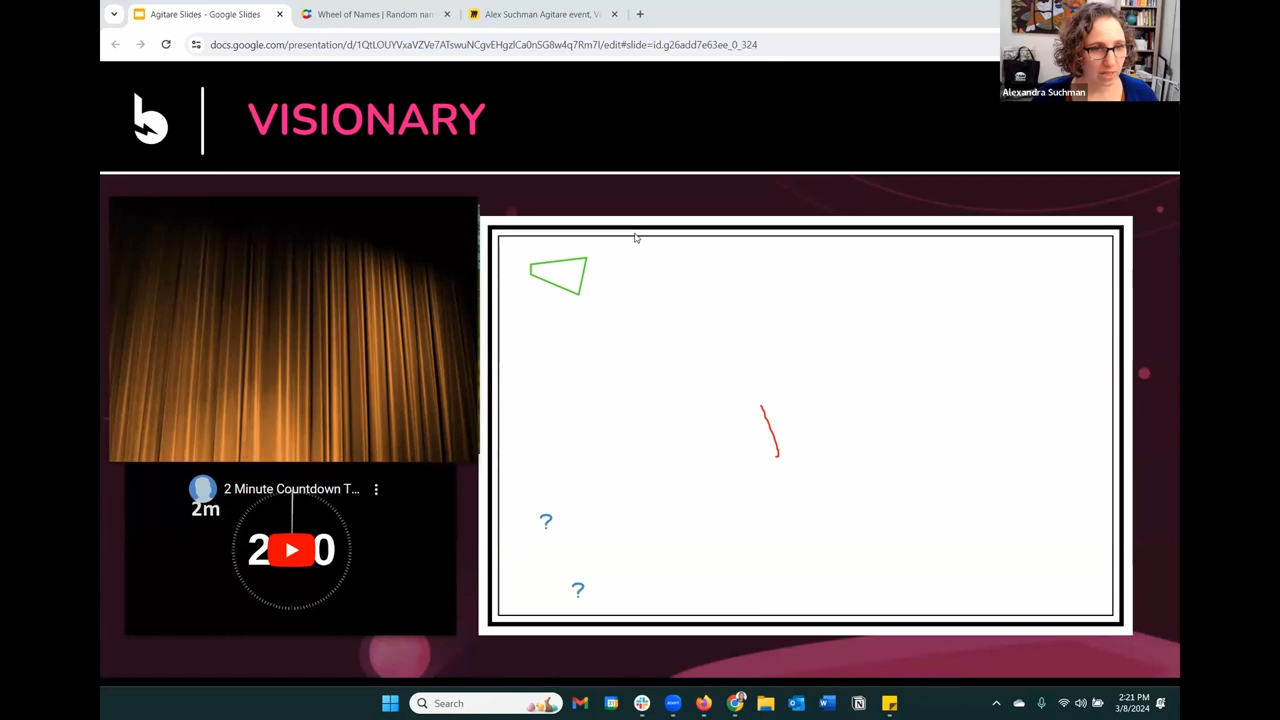 Agitare Slides - Google Slides
Wheel of Names | Random nam
Alex Suchman Agitare event, Vi
docs.google.com/presentation/d/1QtLOUYVxaVZVe7ATswuNCgvEHgzlCa0nSG8w4q7Rm7I/edit#slide=id.g26add7e63ee_0_324
Alexandra Suchman
VISIONARY
2 Minute Countdown T...
2m
2 0
?
?
Search
2:21 PM
3/8/2024